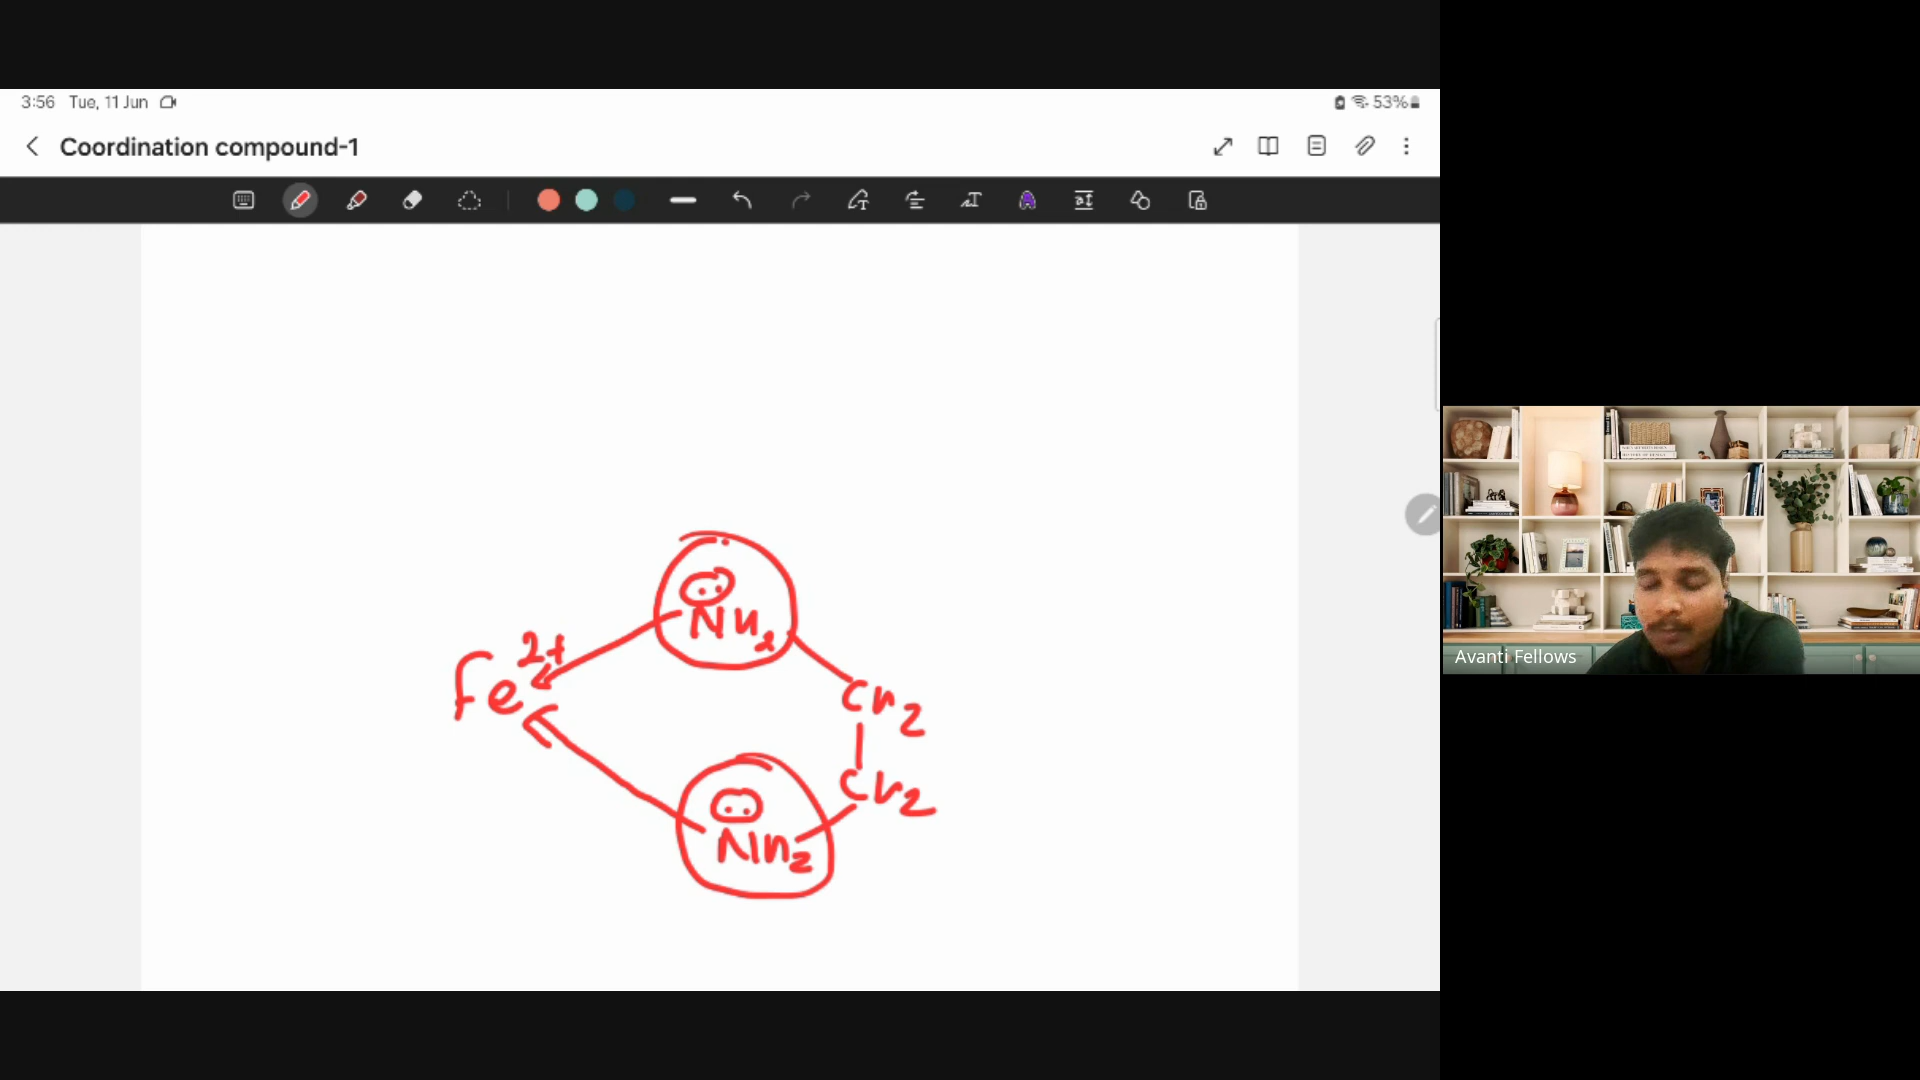 3:56 Tue, 11 Jun
53%
Coordination compound-1
NH2
Fe2+
CH2
CH2
NH2
Avanti Fellows